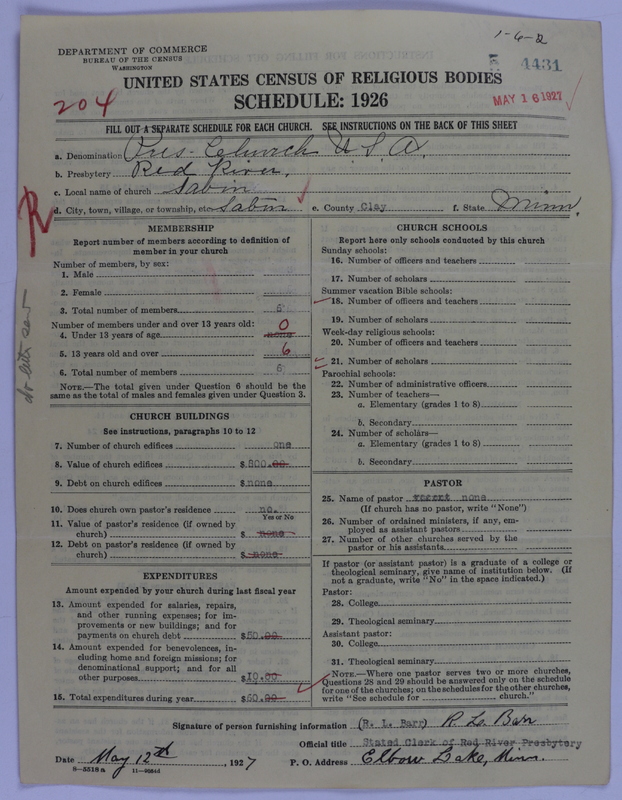 1-6-2
DEPARTMENT OF COMMERCE
BUREAU OF THE CENSUS
WASHINGTON
4431
UNITED STATES CENSUS OF RELIGIOUS BODIES
SCHEDULE: 1926
204
MAY 16 1927
FILL OUT A SEPARATE SCHEDULE FOR EACH CHURCH. SEE INSTRUCTIONS ON THE BACK OF THIS SHEET
a. Denomination Pres. Church U S A.
b. Presbytery Red River.
c. Local name of church Sabin
d. City, town, village, or township, etc Sabin e. County Clay f. State Minn.
R
MEMBERSHIP
Report number of members according to definition of
member in your church
Number of members, by sex:
1. Male
2. Female
3. Total number of members 6
Number of members under and over 13 years old:
4. Under 13 years of age none 0
5. 13 years old and over 6
6. Total number of members 6
NOTE.—The total given under Question 6 should be the
same as the total of males and females given under Question 3.
CHURCH BUILDINGS
See instructions, paragraphs 10 to 12
7. Number of church edifices one
8. Value of church edifices $800.00
9. Debt on church edifices $none
10. Does church own pastor's residence no.
Yes or No
11. Value of pastor's residence (if owned by
church) $ none
12. Debt on pastor's residence (if owned by
church) $ none
EXPENDITURES
Amount expended by your church during last fiscal year
13. Amount expended for salaries, repairs,
and other running expenses; for im-
provements or new buildings; and for
payments on church debt $50.00
14. Amount expended for benevolences, in-
cluding home and foreign missions; for
denominational support; and for all
other purposes $10.00
15. Total expenditures during year $60.00
CHURCH SCHOOLS
Report here only schools conducted by this church
Sunday schools:
16. Number of officers and teachers
17. Number of scholars
Summer vacation Bible schools:
18. Number of officers and teachers
19. Number of scholars
Week-day religious schools:
20. Number of officers and teachers
21. Number of scholars
Parochial schools:
22. Number of administrative officers
23. Number of teachers—
a. Elementary (grades 1 to 8)
b. Secondary
24. Number of scholars—
a. Elementary (grades 1 to 8)
b. Secondary
PASTOR
25. Name of pastor vacant none
(If church has no pastor, write "None")
26. Number of ordained ministers, if any, em-
ployed as assistant pastors
27. Number of other churches served by the
pastor or his assistants
If pastor (or assistant pastor) is a graduate of a college or
theological seminary, give name of institution below. (If
not a graduate, write "No" in the space indicated.)
Pastor:
28. College
29. Theological seminary
Assistant pastor:
30. College
31. Theological seminary
NOTE.—Where one pastor serves two or more churches,
Questions 28 and 29 should be answered only on the schedule
for one of the churches; on the schedules for the other churches,
write "See schedule for church."
Signature of person furnishing information (R. L. Barr) R. L. Barr
Official title Stated Clerk of Red River Presbytery
Date May 12th, 1927 P. O. Address Elbow Lake, Minn.
8—5518a 11—9984d